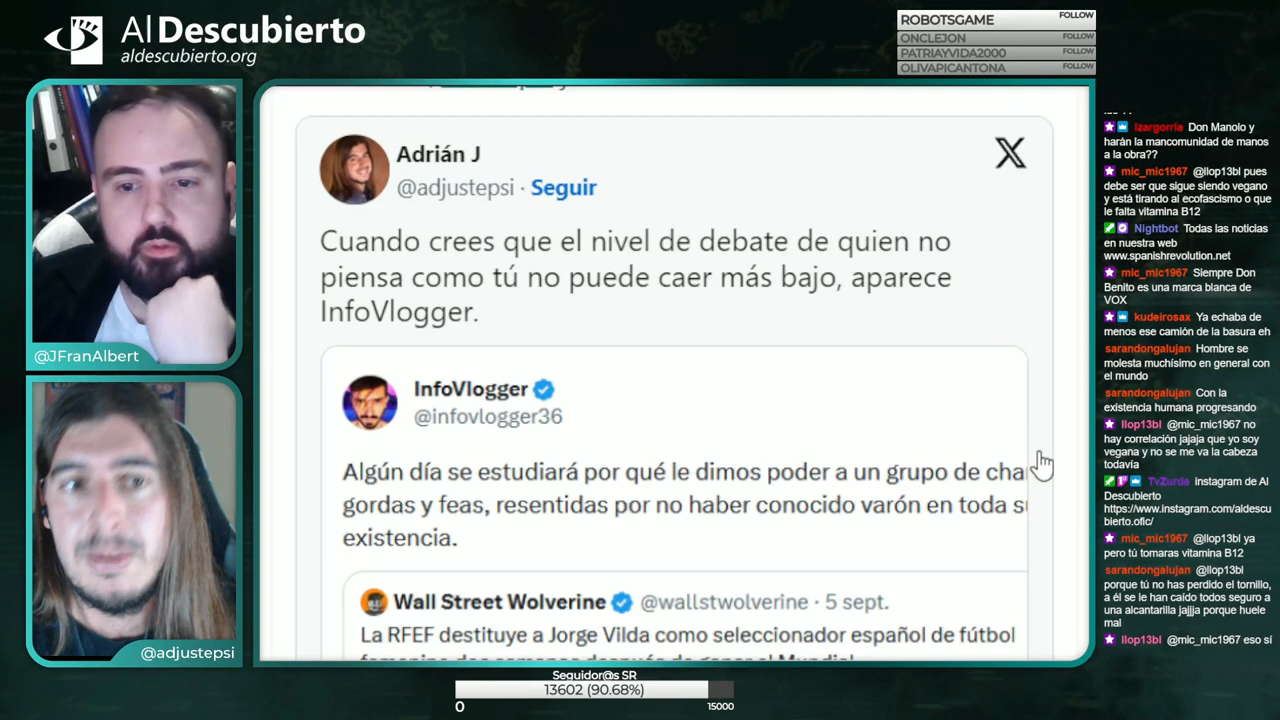 Al Descubierto
aldescubierto.org
ROBOTSGAME FOLLOW
ONCLEJON FOLLOW
PATRIAYVIDA2000 FOLLOW
OLIVAPICANTONA FOLLOW
@JFranAlbert
@adjustepsi
Adrián J
@adjustepsi · Seguir
Cuando crees que el nivel de debate de quien no
piensa como tú no puede caer más bajo, aparece
InfoVlogger.
InfoVlogger
@infovlogger36
Algún día se estudiará por qué le dimos poder a un grupo de cha
gordas y feas, resentidas por no haber conocido varón en toda s
existencia.
Wall Street Wolverine @wallstwolverine · 5 sept.
La RFEF destituye a Jorge Vilda como seleccionador español de fútbol
izargorria Don Manolo y
harán la mancomunidad de manos
a la obra??
mic_mic1967 @llop13bl pues
debe ser que sigue siendo vegano
y está tirando al ecofascismo o que
le falta vitamina B12
Nightbot Todas las noticias
en nuestra web
www.spanishrevolution.net
mic_mic1967 Siempre Don
Benito es una marca blanca de
VOX
kudeirosax Ya echaba de
menos ese camión de la basura eh
sarandongalujan Hombre se
molesta muchísimo en general con
el mundo
sarandongalujan Con la
existencia humana progresando
llop13bl @mic_mic1967 no
hay correlación jajaja que yo soy
vegana y no se me va la cabeza
todavía
TvZurda instagram de Al
Descubierto
https://www.instagram.com/aldescu
bierto.ofic/
mic_mic1967 @llop13bl ya
pero tú tomaras vitamina B12
sarandongalujan @llop13bl
porque tú no has perdido el tornillo,
a él se le han caído todos seguro a
una alcantarilla jajjja porque huele
mal
llop13bl @mic_mic1967 eso sí
Seguidor@s SR
13602 (90.68%)
0 15000